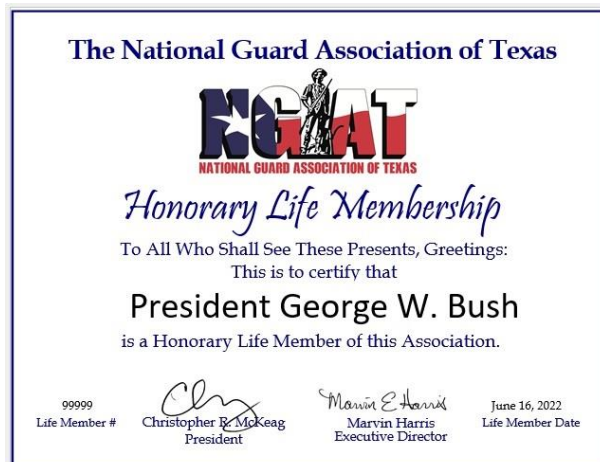 The National Guard Association of Texas
NGAT
NATIONAL GUARD ASSOCIATION OF TEXAS
Honorary Life Membership
To All Who Shall See These Presents, Greetings:
This is to certify that
President George W. Bush
is a Honorary Life Member of this Association.
99999
Life Member #
Christopher R. McKeag
President
Marvin E Harris
Marvin Harris
Executive Director
June 16, 2022
Life Member Date